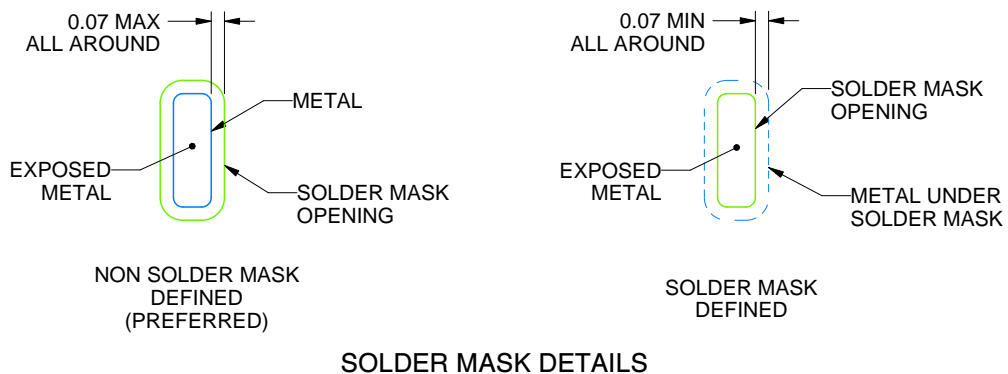 0.07 MAX
ALL AROUND
METAL
EXPOSED
METAL
SOLDER MASK
OPENING
NON SOLDER MASK
DEFINED
(PREFERRED)
0.07 MIN
ALL AROUND
SOLDER MASK
OPENING
EXPOSED
METAL
METAL UNDER
SOLDER MASK
SOLDER MASK
DEFINED
SOLDER MASK DETAILS